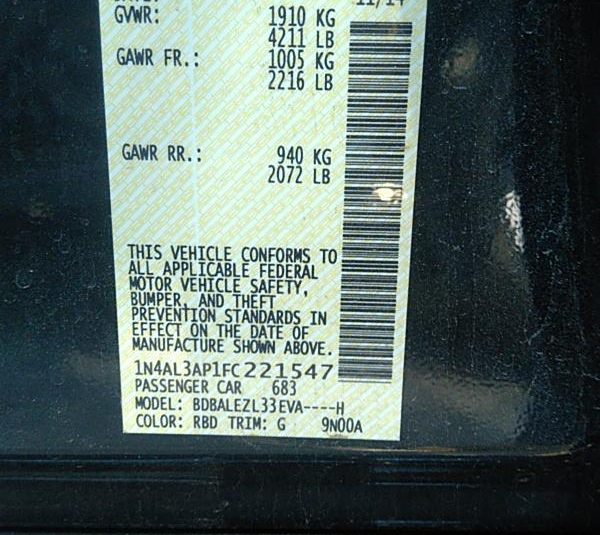 11/14
GVWR: 1910 KG
4211 LB
GAWR FR.: 1005 KG
2216 LB
GAWR RR.: 940 KG
2072 LB
THIS VEHICLE CONFORMS TO
ALL APPLICABLE FEDERAL
MOTOR VEHICLE SAFETY,
BUMPER, AND THEFT
PREVENTION STANDARDS IN
EFFECT ON THE DATE OF
MANUFACTURE SHOWN ABOVE.
1N4AL3AP1FC221547
PASSENGER CAR 683
MODEL: BDBALEZL33EVA----H
COLOR: RBD TRIM: G 9N00A